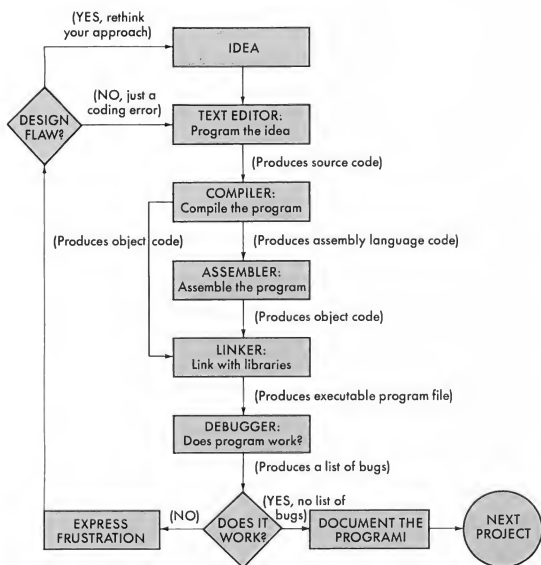 (YES, rethink
your approach)
IDEA
(NO, just a
coding error)
DESIGN
FLAW?
TEXT EDITOR:
Program the idea
(Produces source code)
COMPILER:
Compile the program
(Produces object code)
(Produces assembly language code)
ASSEMBLER:
Assemble the program
(Produces object code)
LINKER:
Link with libraries
(Produces executable program file)
DEBUGGER:
Does program work?
(Produces a list of bugs)
EXPRESS
FRUSTRATION
(NO)
DOES IT
WORK?
(YES, no list of
bugs)
DOCUMENT THE
PROGRAM!
NEXT
PROJECT